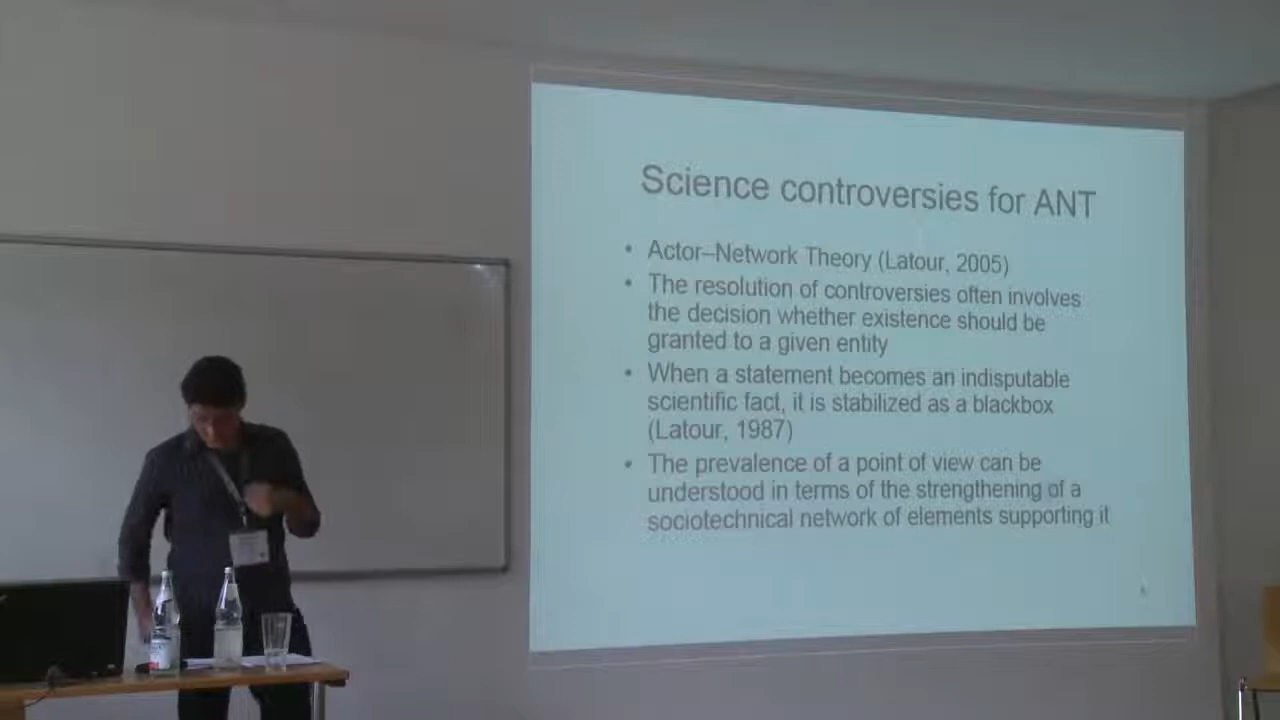 Science controversies for ANT
• Actor–Network Theory (Latour, 2005)
• The resolution of controversies often involves
the decision whether existence should be
granted to a given entity
• When a statement becomes an indisputable
scientific fact, it is stabilized as a blackbox
(Latour, 1987)
• The prevalence of a point of view can be
understood in terms of the strengthening of a
sociotechnical network of elements supporting it